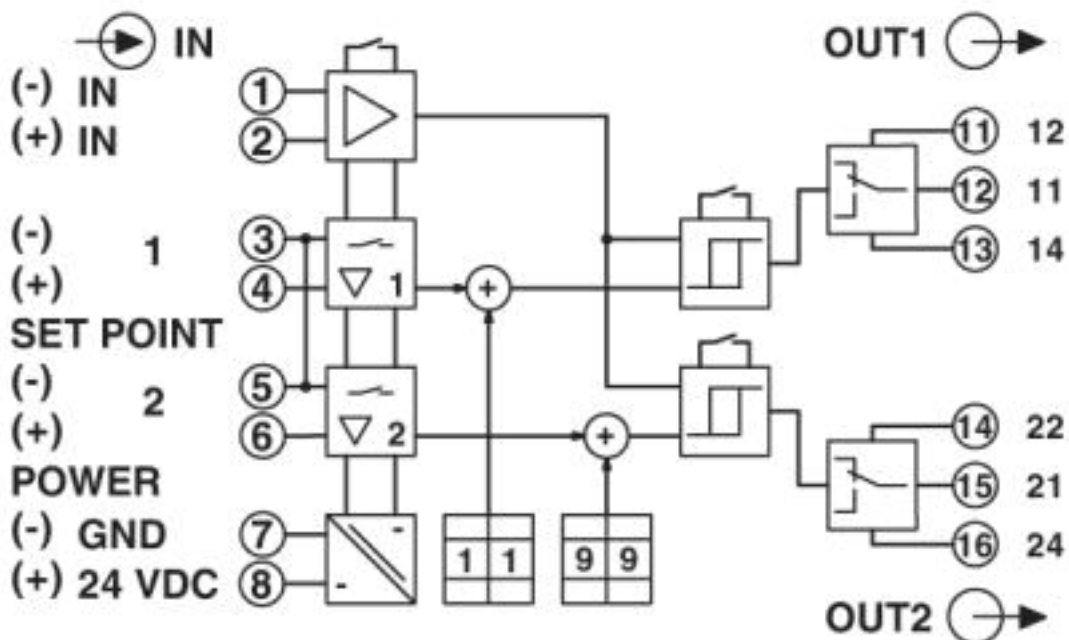 IN
OUT1
(-) IN 1
(+) IN 2
11 12
12 11
13 14
(-) 1 3
(+) 4 1 +
SET POINT
(-) 2 5
(+) 6 2 +
14 22
15 21
16 24
POWER
(-) GND 7 -
(+) 24 VDC 8 -
1 1
9 9
OUT2